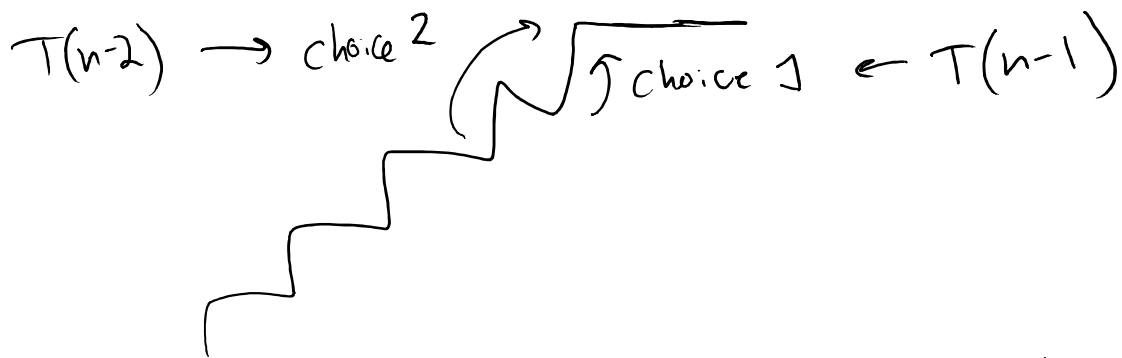 T(n-2) → choice 2
choice 1 ← T(n-1)